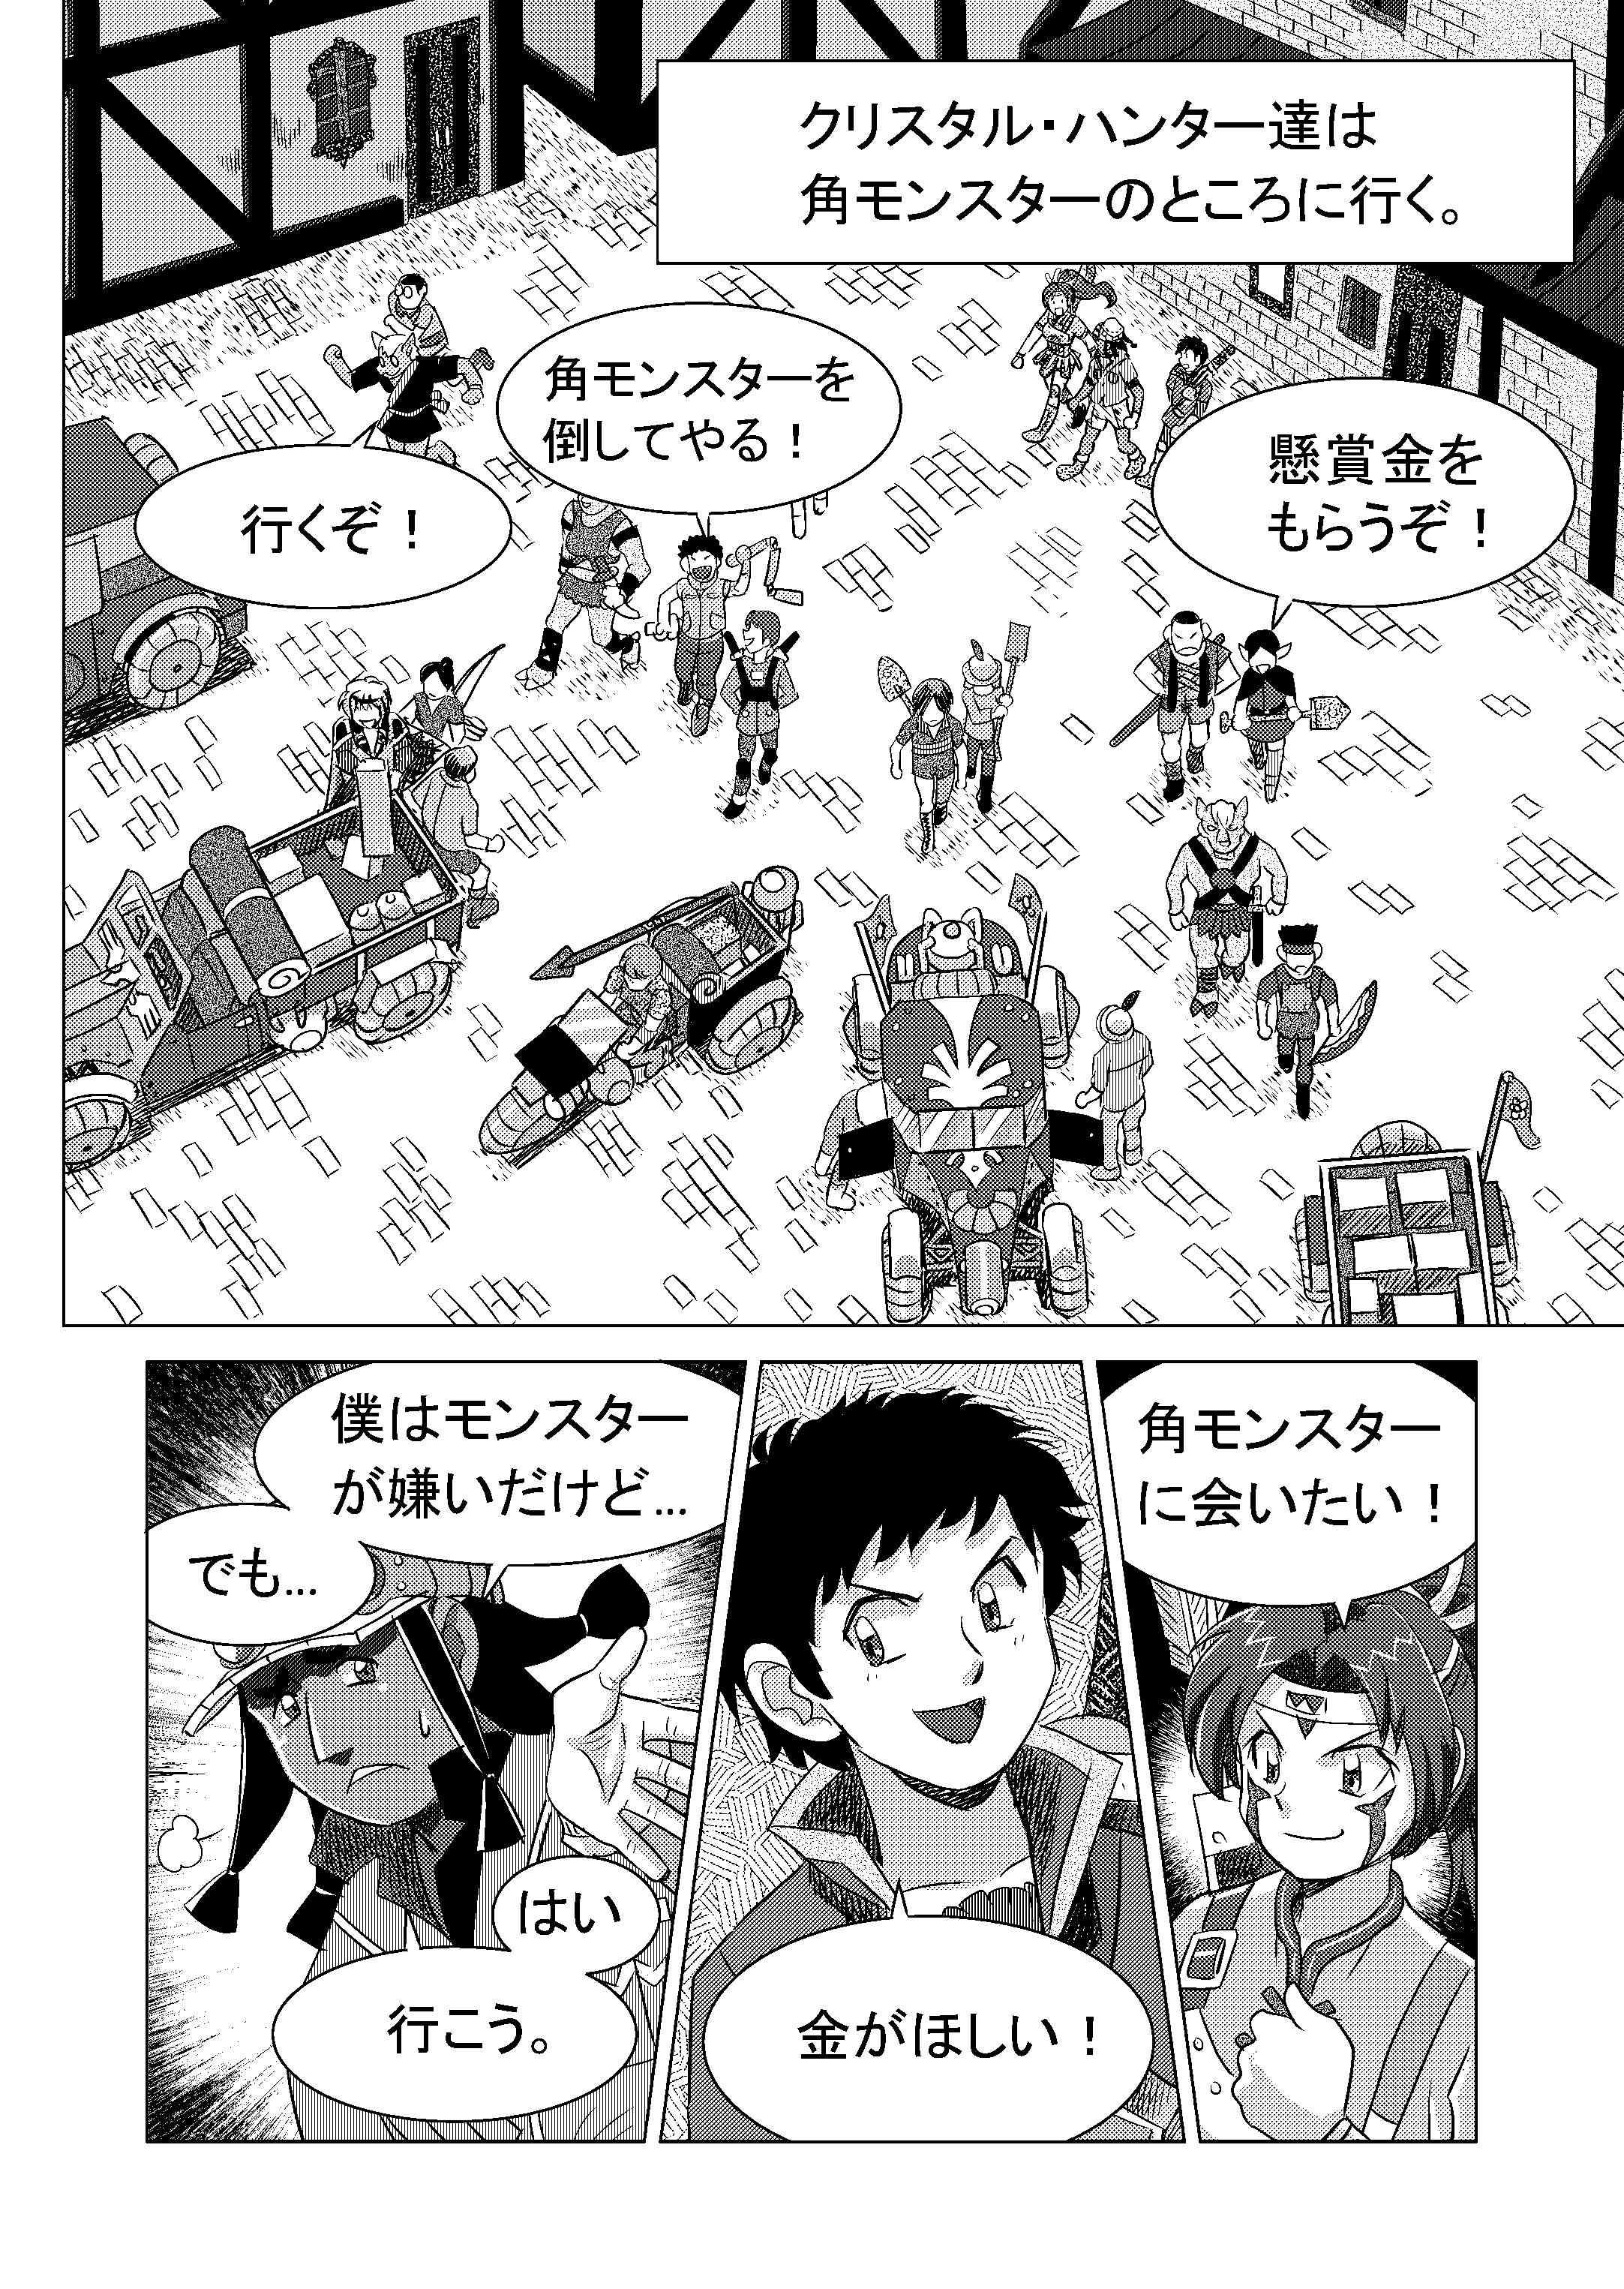 クリスタル・ハンター達は
角モンスターのところに行く。
懸賞金を
もらうぞ！
角モンスターを
倒してやる！
行くぞ！
角モンスター
に会いたい！
金がほしい！
僕はモンスター
が嫌いだけど...
でも...
はい
行こう。